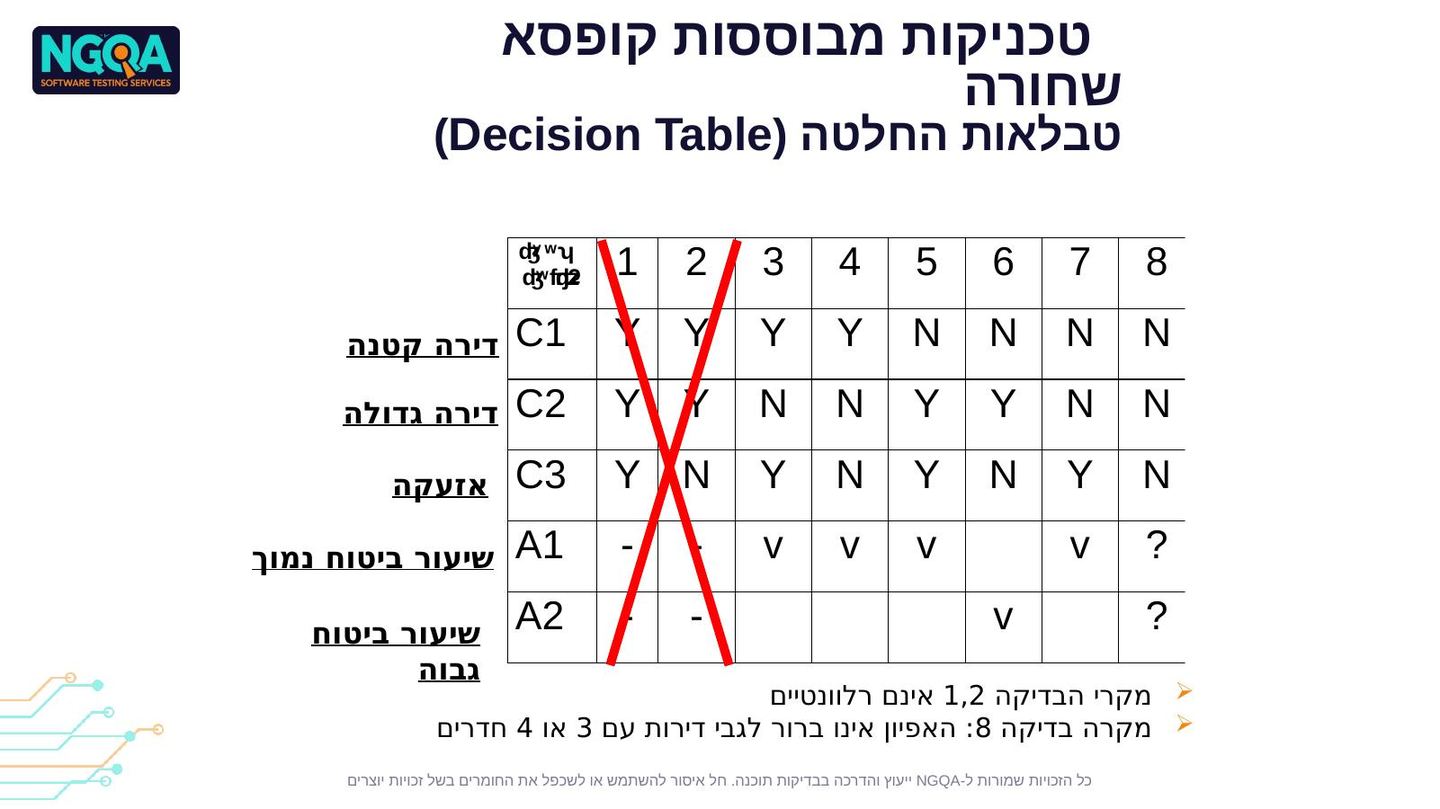 NGQA
SOFTWARE TESTING SERVICES
טכניקות מבוססות קופסא
שחורה
טבלאות החלטה (Decision Table)
1 2 3 4 5 6 7 8
דירה קטנה C1 Y Y Y Y N N N N
דירה גדולה C2 Y Y N N Y Y N N
אזעקה C3 Y N Y N Y N Y N
שיעור ביטוח נמוך A1 - - v v v v ?
שיעור ביטוח
גבוה
A2 - - v ?
מקרי הבדיקה 1,2 אינם רלוונטיים
מקרה בדיקה 8: האפיון אינו ברור לגבי דירות עם 3 או 4 חדרים
כל הזכויות שמורות ל-NGQA ייעוץ והדרכה בבדיקות תוכנה. חל איסור להשתמש או לשכפל את החומרים בשל זכויות יוצרים